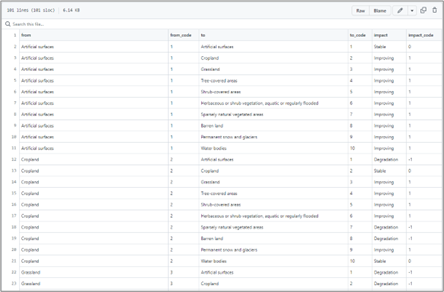 101 lines (101 sloc) 6.14 KB Raw Blame
Search this file…
1 from from_code to to_code impact impact_code
2 Artificial surfaces 1 Artificial surfaces 1 Stable 0
3 Artificial surfaces 1 Cropland 2 Improving 1
4 Artificial surfaces 1 Grassland 3 Improving 1
5 Artificial surfaces 1 Tree-covered areas 4 Improving 1
6 Artificial surfaces 1 Shrub-covered areas 5 Improving 1
7 Artificial surfaces 1 Herbaceous or shrub vegetation, aquatic or regularly flooded 6 Improving 1
8 Artificial surfaces 1 Sparsely natural vegetated areas 7 Improving 1
9 Artificial surfaces 1 Barren land 8 Improving 1
10 Artificial surfaces 1 Permanent snow and glaciers 9 Improving 1
11 Artificial surfaces 1 Water bodies 10 Improving 1
12 Cropland 2 Artificial surfaces 1 Degradation -1
13 Cropland 2 Cropland 2 Stable 0
14 Cropland 2 Grassland 3 Improving 1
15 Cropland 2 Tree-covered areas 4 Improving 1
16 Cropland 2 Shrub-covered areas 5 Improving 1
17 Cropland 2 Herbaceous or shrub vegetation, aquatic or regularly flooded 6 Improving 1
18 Cropland 2 Sparsely natural vegetated areas 7 Degradation -1
19 Cropland 2 Barren land 8 Degradation -1
20 Cropland 2 Permanent snow and glaciers 9 Improving 1
21 Cropland 2 Water bodies 10 Stable 0
22 Grassland 3 Artificial surfaces 1 Degradation -1
23 Grassland 3 Cropland 2 Improving 1